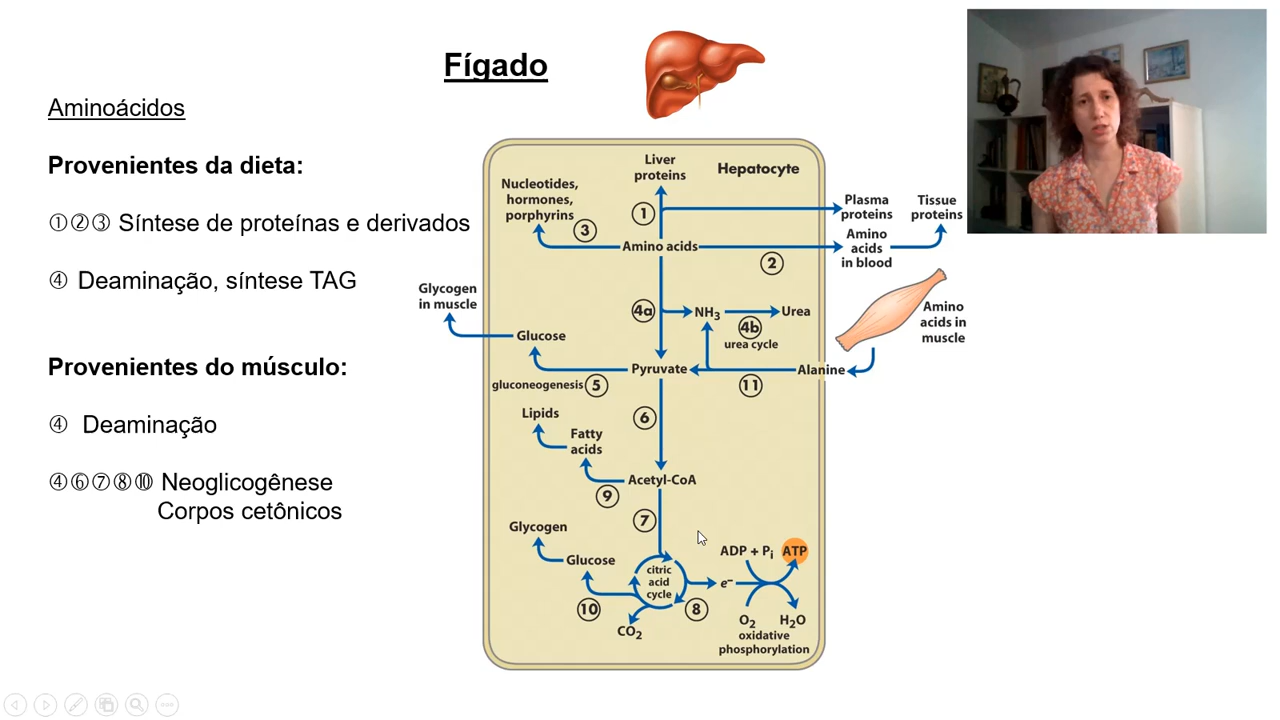 Fígado
Aminoácidos
Provenientes da dieta:
①②③ Síntese de proteínas e derivados
④ Deaminação, síntese TAG
Provenientes do músculo:
④ Deaminação
④⑥⑦⑧⑩ Neoglicogênese
Corpos cetônicos
Liver
proteins
Hepatocyte
Nucleotides,
hormones,
porphyrins
1
Plasma
proteins
Tissue
proteins
3
Amino acids
Amino
acids
in blood
2
Glycogen
in muscle
4a
NH3
Urea
4b
urea cycle
Amino
acids in
muscle
Glucose
Pyruvate
Alanine
gluconeogenesis
5
11
6
Lipids
Fatty
acids
Acetyl-CoA
9
7
Glycogen
Glucose
citric
acid
cycle
ADP + Pi
ATP
e−
10
8
CO2
O2
H2O
oxidative
phosphorylation